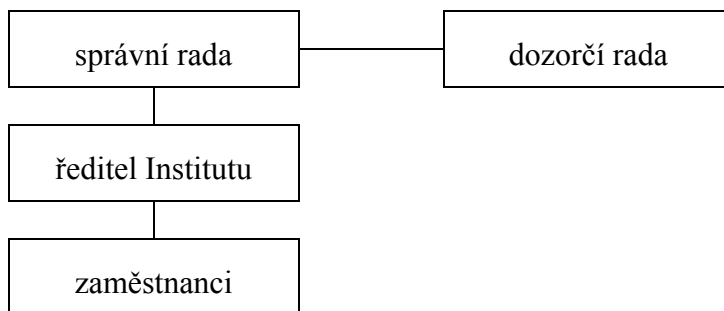 správní rada
dozorčí rada
ředitel Institutu
zaměstnanci